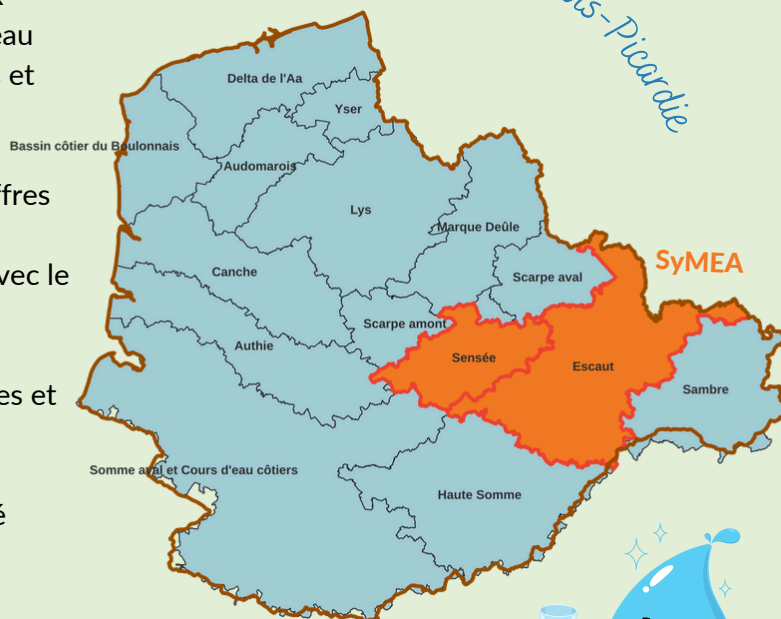 eau
et
ffres
vec le
es et
é
is-Picardie
SyMEA
Delta de l'Aa
Yser
Bassin côtier du Boulonnais
Audomarois
Lys
Marque Deûle
Canche
Scarpe aval
Scarpe amont
Authie
Sensée
Escaut
Sambre
Somme aval et Cours d'eau côtiers
Haute Somme